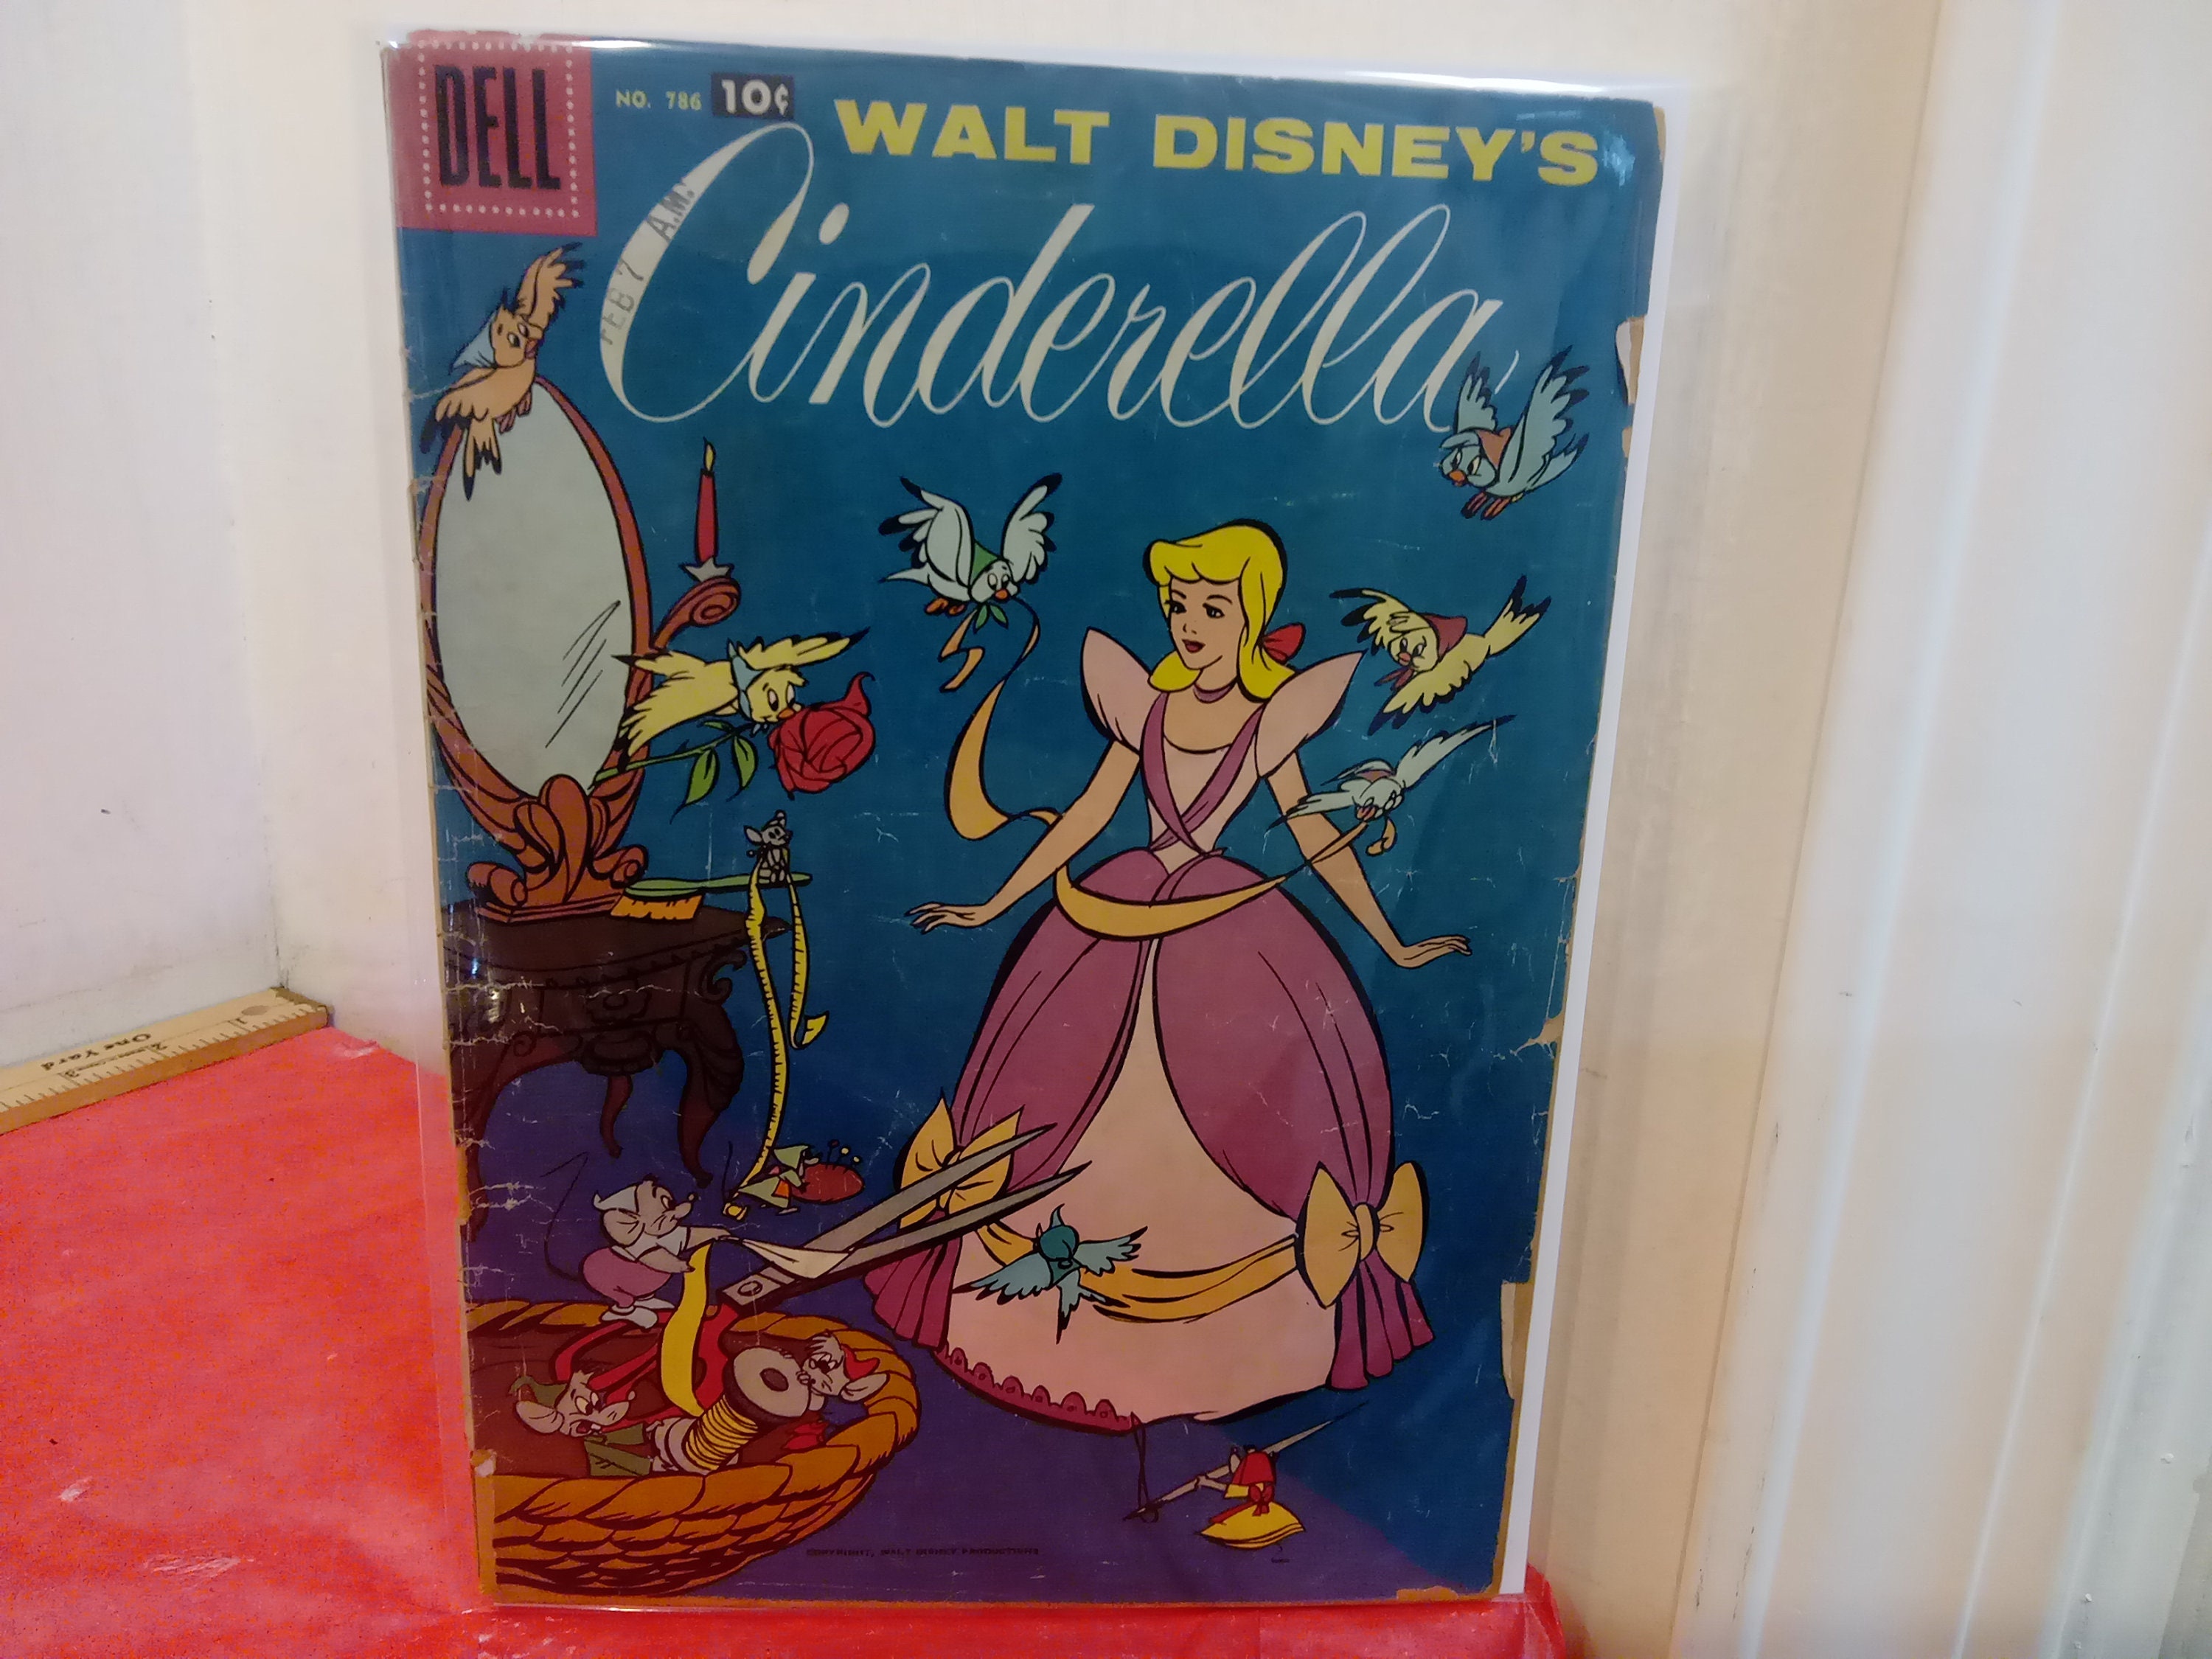 DELL
NO. 786 10¢
WALT DISNEY'S
Cinderella
FEB 7 A.M.
One Yard
COPYRIGHT, WALT DISNEY PRODUCTIONS